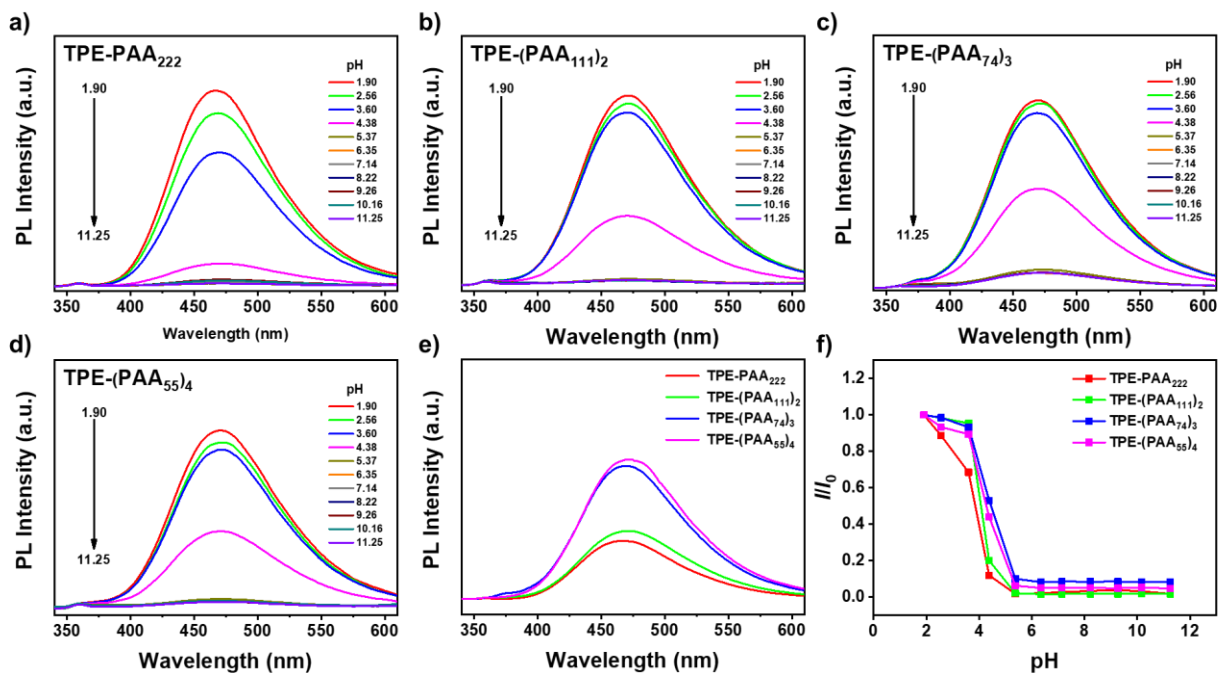 a)
TPE-PAA222
PL Intensity (a.u.)
1.90
11.25
pH
1.90
2.56
3.60
4.38
5.37
6.35
7.14
8.22
9.26
10.16
11.25
350 400 450 500 550 600
Wavelength (nm)
b)
TPE-(PAA111)2
PL Intensity (a.u.)
1.90
11.25
pH
1.90
2.56
3.60
4.38
5.37
6.35
7.14
8.22
9.26
10.16
11.25
350 400 450 500 550 600
Wavelength (nm)
c)
TPE-(PAA74)3
PL Intensity (a.u.)
1.90
11.25
pH
1.90
2.56
3.60
4.38
5.37
6.35
7.14
8.22
9.26
10.16
11.25
350 400 450 500 550 600
Wavelength (nm)
d)
TPE-(PAA55)4
PL Intensity (a.u.)
1.90
11.25
pH
1.90
2.56
3.60
4.38
5.37
6.35
7.14
8.22
9.26
10.16
11.25
350 400 450 500 550 600
Wavelength (nm)
e)
PL Intensity (a.u.)
TPE-PAA222
TPE-(PAA111)2
TPE-(PAA74)3
TPE-(PAA55)4
350 400 450 500 550 600
Wavelength (nm)
f)
I/I0
1.2
1.0
0.8
0.6
0.4
0.2
0.0
TPE-PAA222
TPE-(PAA111)2
TPE-(PAA74)3
TPE-(PAA55)4
0 2 4 6 8 10 12
pH